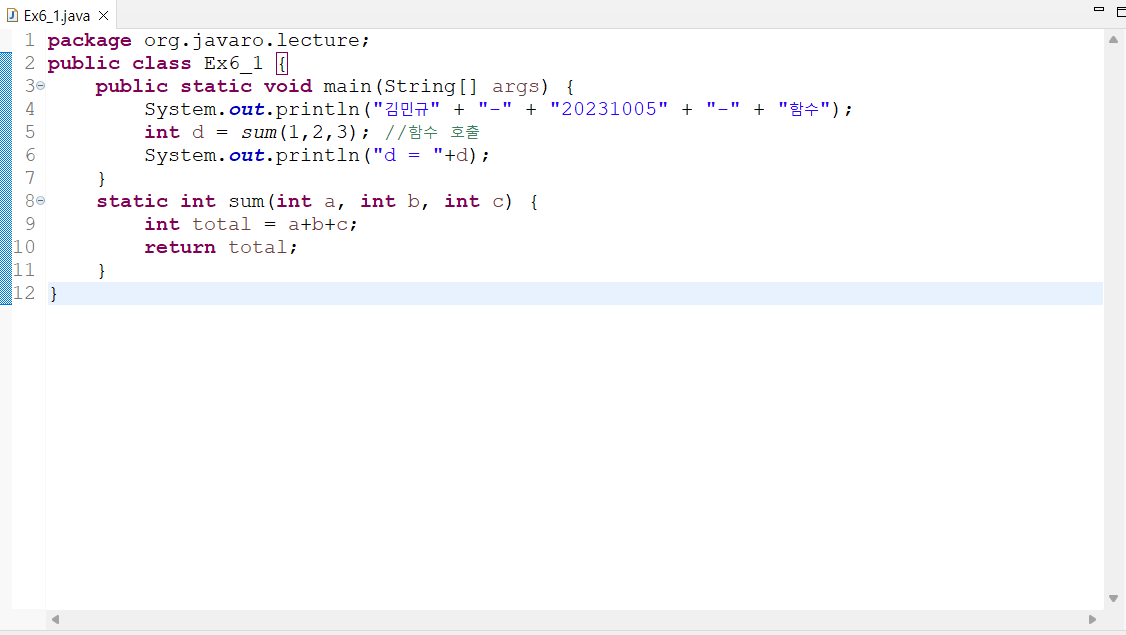 Ex6_1.java
1 package org.javaro.lecture;
2 public class Ex6_1 {
3 public static void main(String[] args) {
4 System.out.println("김민규" + "-" + "20231005" + "-" + "함수");
5 int d = sum(1,2,3); //함수 호출
6 System.out.println("d = "+d);
7 }
8 static int sum(int a, int b, int c) {
9 int total = a+b+c;
10 return total;
11 }
12 }